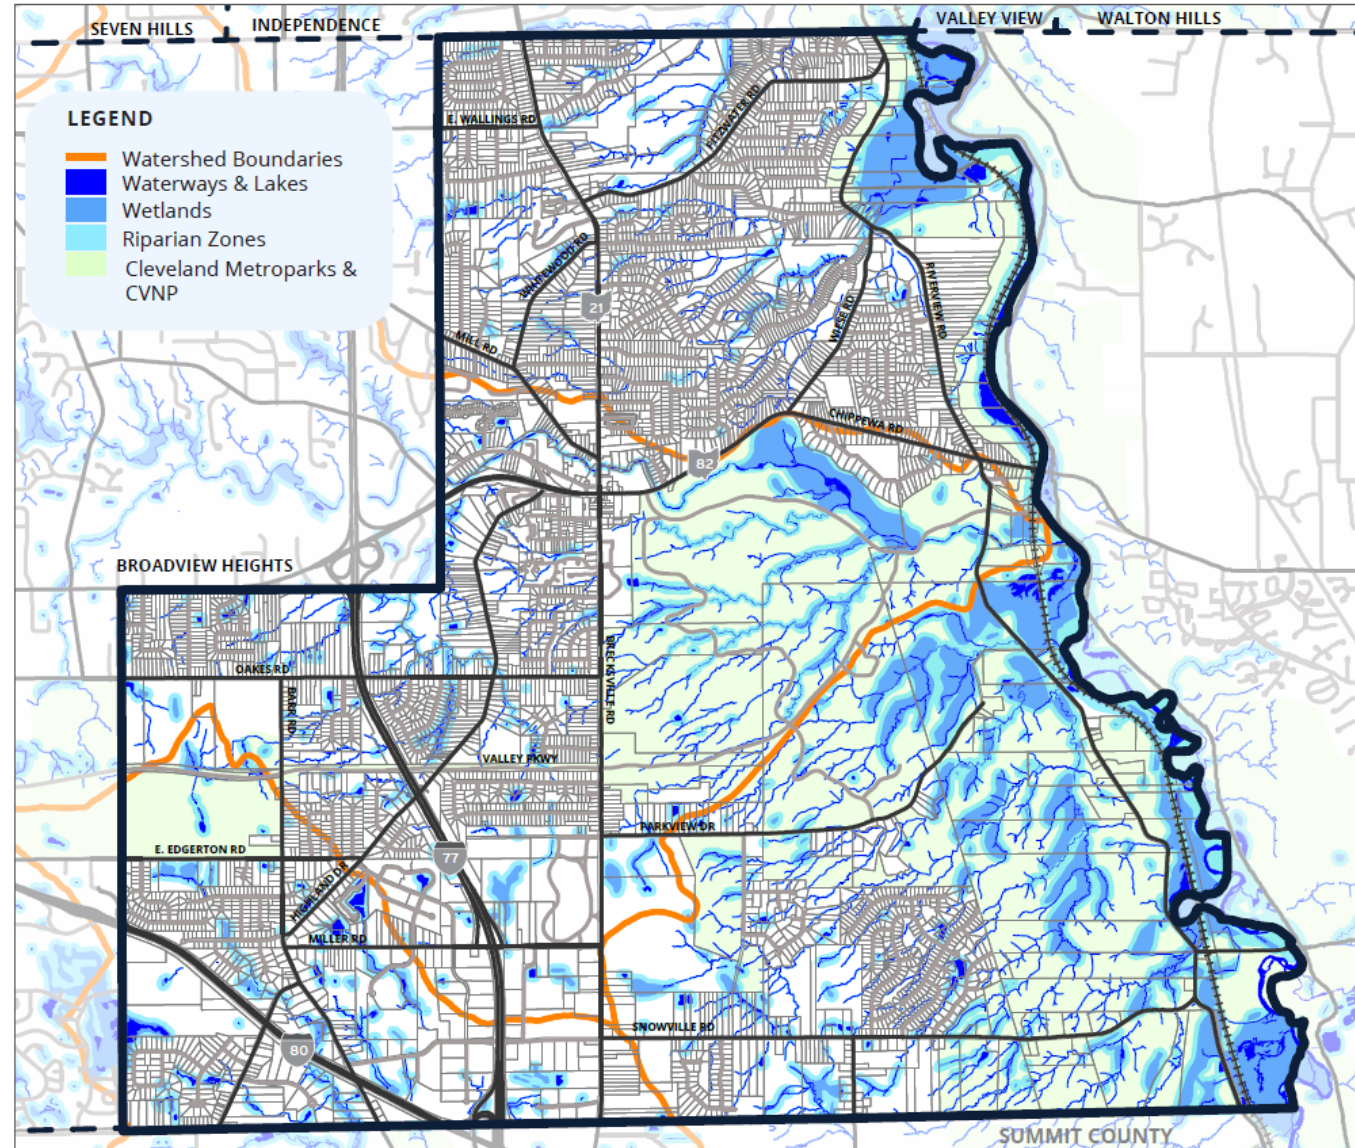 SEVEN HILLS
INDEPENDENCE
VALLEY VIEW
WALTON HILLS
LEGEND
Watershed Boundaries
Waterways & Lakes
Wetlands
Riparian Zones
Cleveland Metroparks &
CVNP
E. WALLINGS RD
FITZWATER RD
WHITEWOOD RD
21
RIVERVIEW RD
WIESE RD
MILL RD
CHIPPEWA RD
82
BROADVIEW HEIGHTS
OAKES RD
BARR RD
BRECKSVILLE RD
VALLEY PKWY
PARKVIEW DR
E. EDGERTON RD
77
HIGHLAND DR
MILLER RD
SNOWVILLE RD
80
SUMMIT COUNTY